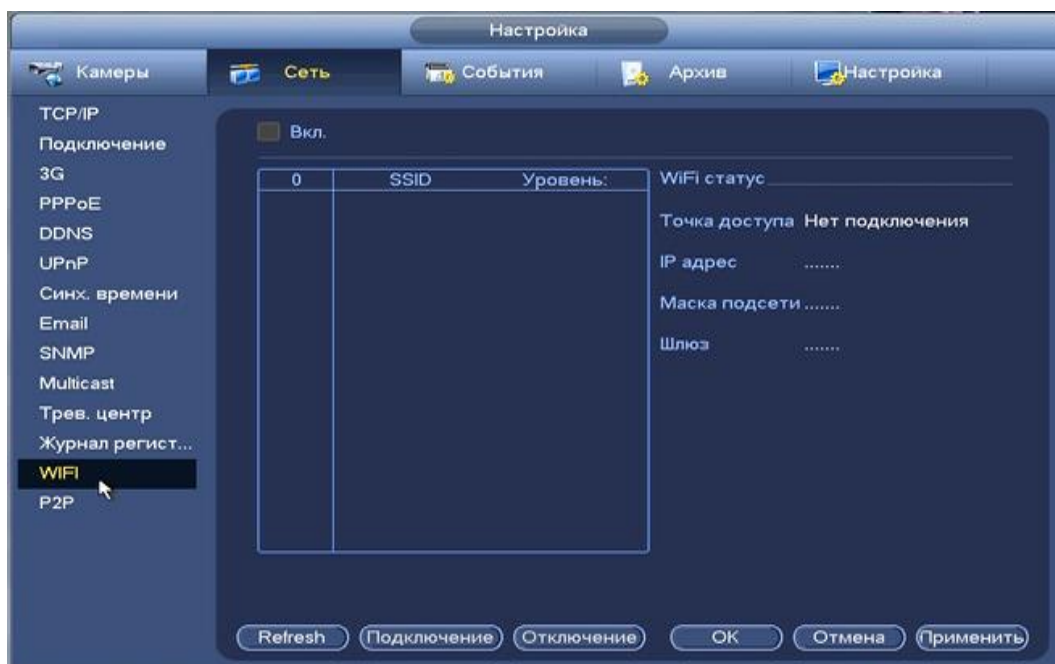 Настройка
Камеры Сеть События Архив Настройка
TCP/IP
Подключение
3G
PPPoE
DDNS
UPnP
Синх. времени
Email
SNMP
Multicast
Трев. центр
Журнал регист...
WIFI
P2P
Вкл.
0 SSID Уровень:
WiFi статус
Точка доступа Нет подключения
IP адрес .......
Маска подсети .......
Шлюз .......
Refresh Подключение Отключение OK Отмена Применить